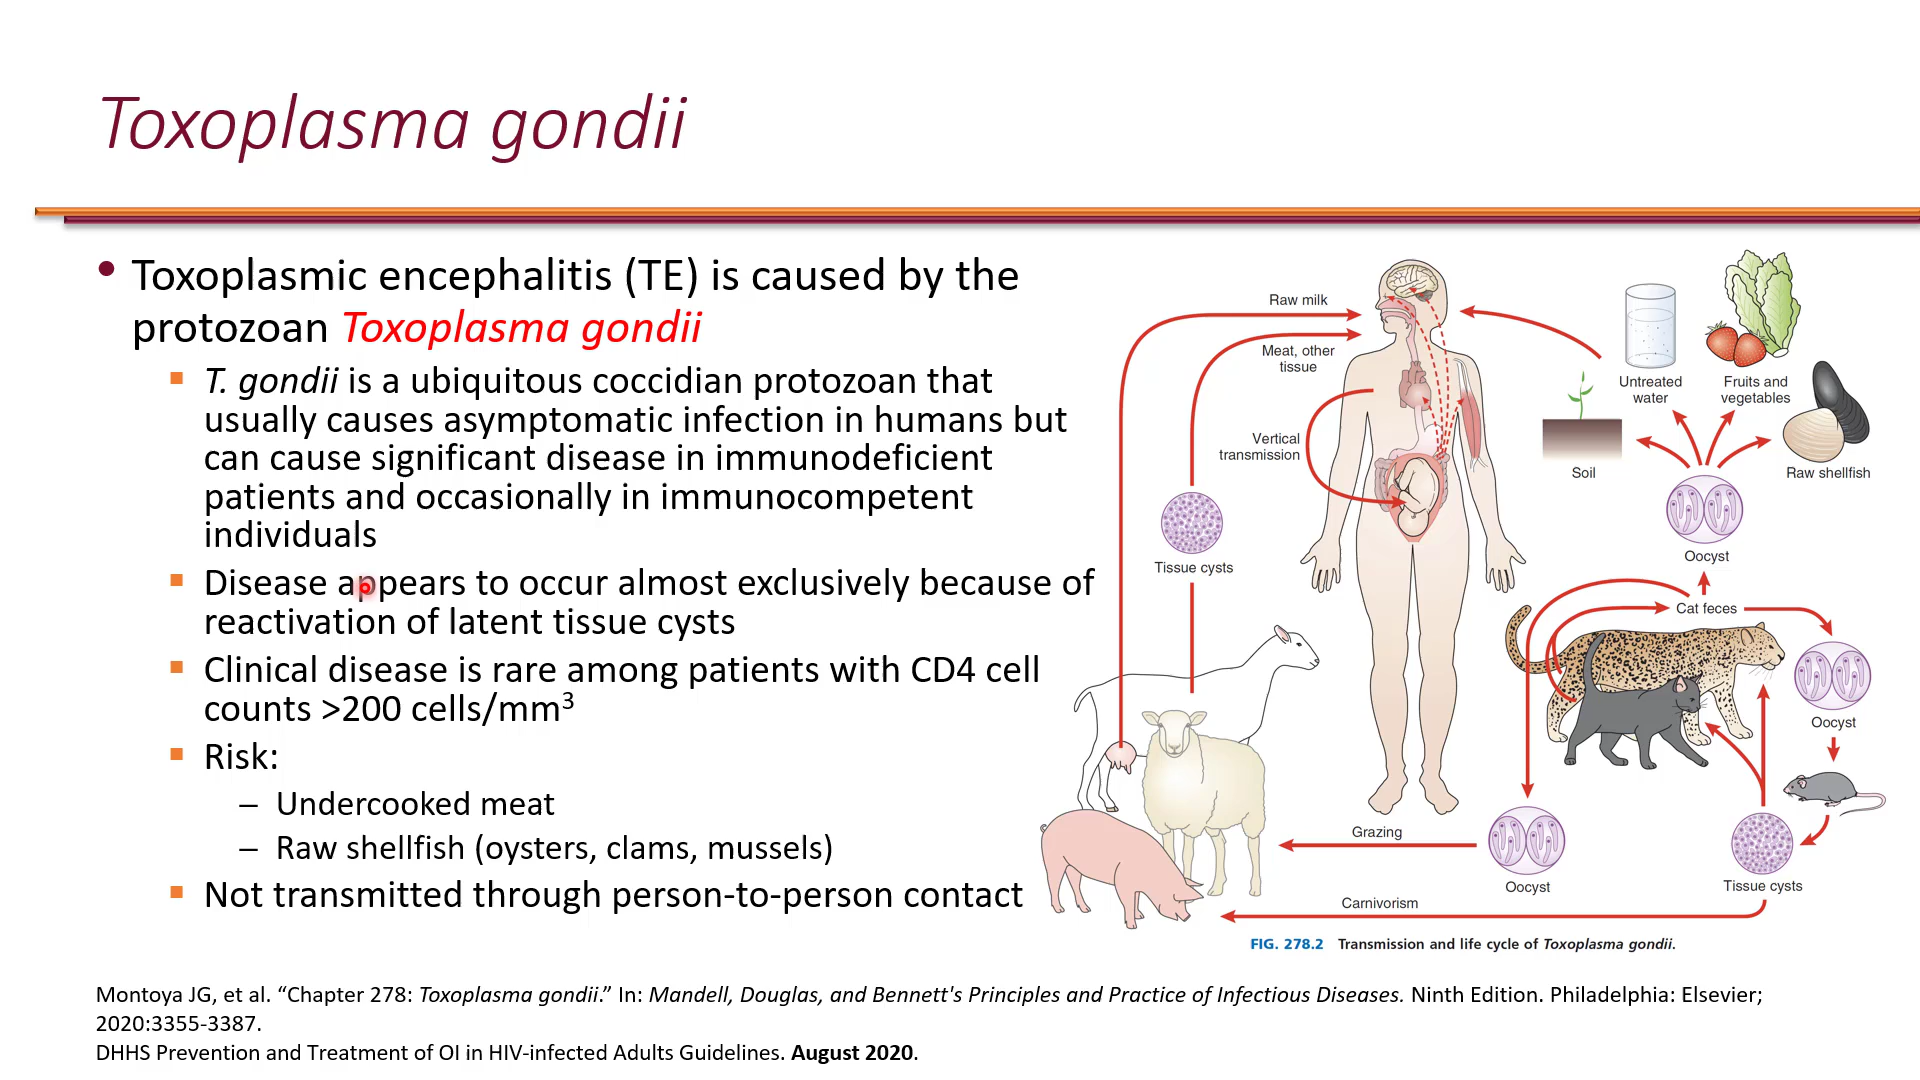 Toxoplasma gondii
• Toxoplasmic encephalitis (TE) is caused by the
protozoan Toxoplasma gondii
▪ T. gondii is a ubiquitous coccidian protozoan that
usually causes asymptomatic infection in humans but
can cause significant disease in immunodeficient
patients and occasionally in immunocompetent
individuals
▪ Disease appears to occur almost exclusively because of
reactivation of latent tissue cysts
▪ Clinical disease is rare among patients with CD4 cell
counts >200 cells/mm³
▪ Risk:
– Undercooked meat
– Raw shellfish (oysters, clams, mussels)
▪ Not transmitted through person-to-person contact
Raw milk
Meat, other
tissue
Vertical
transmission
Tissue cysts
Untreated
water
Fruits and
vegetables
Soil
Raw shellfish
Oocyst
Cat feces
Oocyst
Grazing
Oocyst
Tissue cysts
Carnivorism
FIG. 278.2 Transmission and life cycle of Toxoplasma gondii.
Montoya JG, et al. “Chapter 278: Toxoplasma gondii.” In: Mandell, Douglas, and Bennett's Principles and Practice of Infectious Diseases. Ninth Edition. Philadelphia: Elsevier;
2020:3355-3387.
DHHS Prevention and Treatment of OI in HIV-infected Adults Guidelines. August 2020.